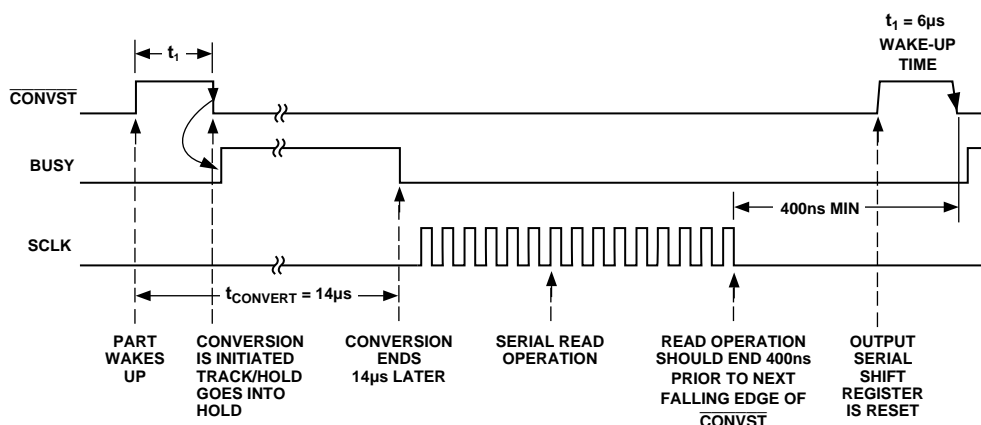 t1 = 6µs
WAKE-UP
TIME
t1
CONVST
BUSY
400ns MIN
SCLK
tCONVERT = 14µs
PART
WAKES
UP
CONVERSION
IS INITIATED
TRACK/HOLD
GOES INTO
HOLD
CONVERSION
ENDS
14µs LATER
SERIAL READ
OPERATION
READ OPERATION
SHOULD END 400ns
PRIOR TO NEXT
FALLING EDGE OF
CONVST
OUTPUT
SERIAL
SHIFT
REGISTER
IS RESET